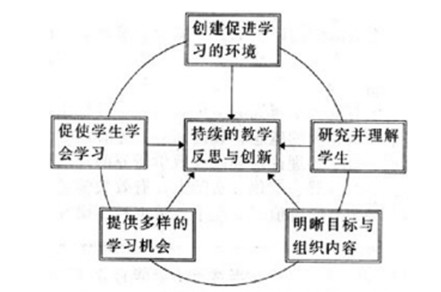 创建促进学
习的环境
促使学生学
会学习
持续的教学
反思与创新
研究并理解
学生
提供多样的
学习机会
明晰目标与
组织内容